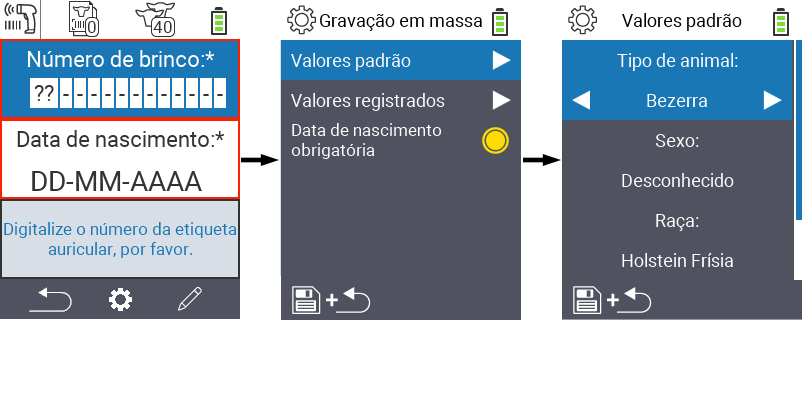 0
40
Número de brinco:*
??-----------
Data de nascimento:*
DD-MM-AAAA
Digitalize o número da etiqueta
auricular, por favor.
Gravação em massa
Valores padrão
Valores registrados
Data de nascimento
obrigatória
+
Valores padrão
Tipo de animal:
Bezerra
Sexo:
Desconhecido
Raça:
Holstein Frísia
+